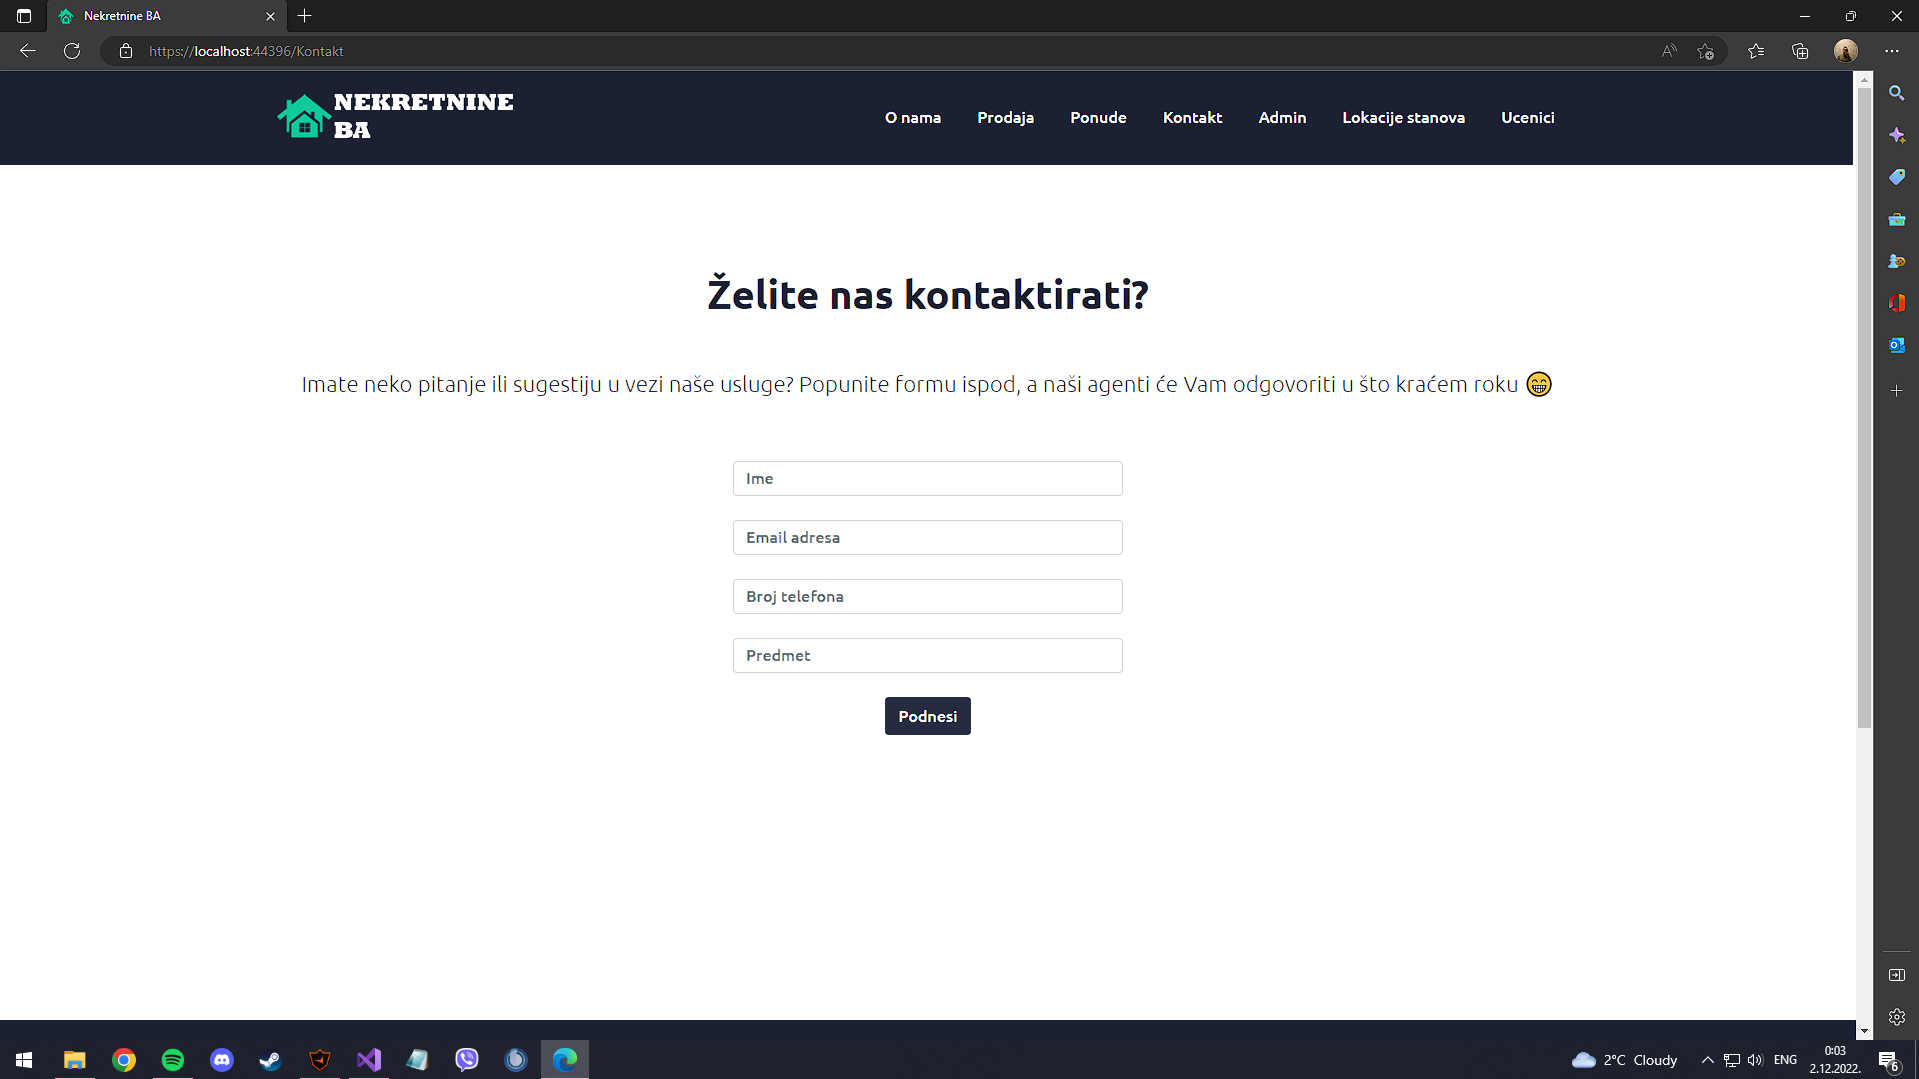 Nekretnine BA
https://localhost:44396/Kontakt
NEKRETNINE
BA
O nama Prodaja Ponude Kontakt Admin Lokacije stanova Ucenici
Želite nas kontaktirati?
Imate neko pitanje ili sugestiju u vezi naše usluge? Popunite formu ispod, a naši agenti će Vam odgovoriti u što kraćem roku 😁
Ime
Email adresa
Broj telefona
Predmet
Podnesi
2°C Cloudy
ENG
0:03
2.12.2022.
6